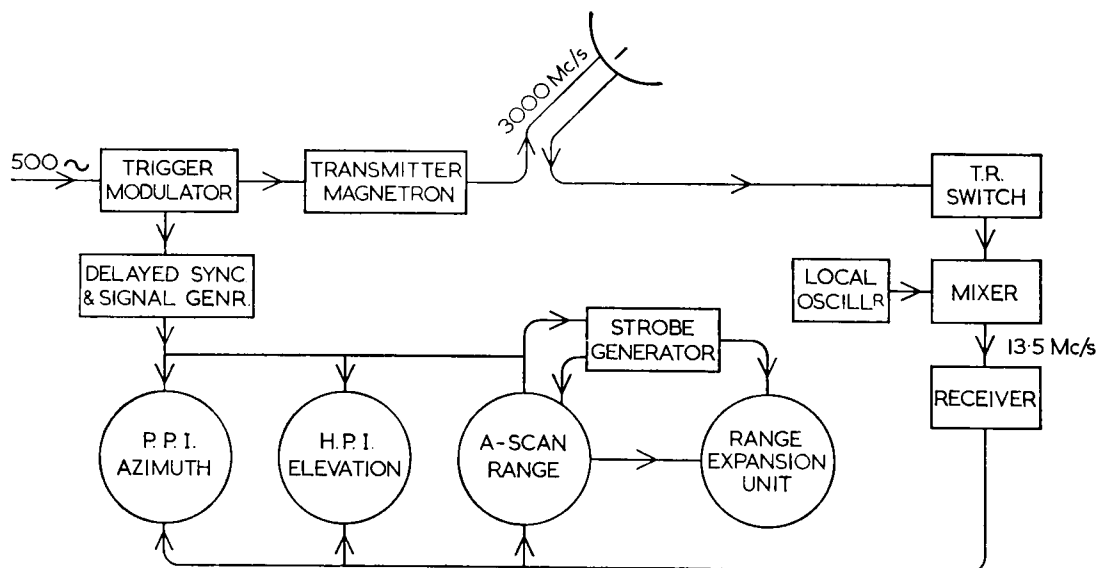 3000 Mc/s
500 ~
TRIGGER
MODULATOR
TRANSMITTER
MAGNETRON
T.R.
SWITCH
DELAYED SYNC
& SIGNAL GENR.
LOCAL
OSCILLR
MIXER
STROBE
GENERATOR
13·5 Mc/s
RECEIVER
P. P. I.
AZIMUTH
H. P. I.
ELEVATION
A-SCAN
RANGE
RANGE
EXPANSION
UNIT